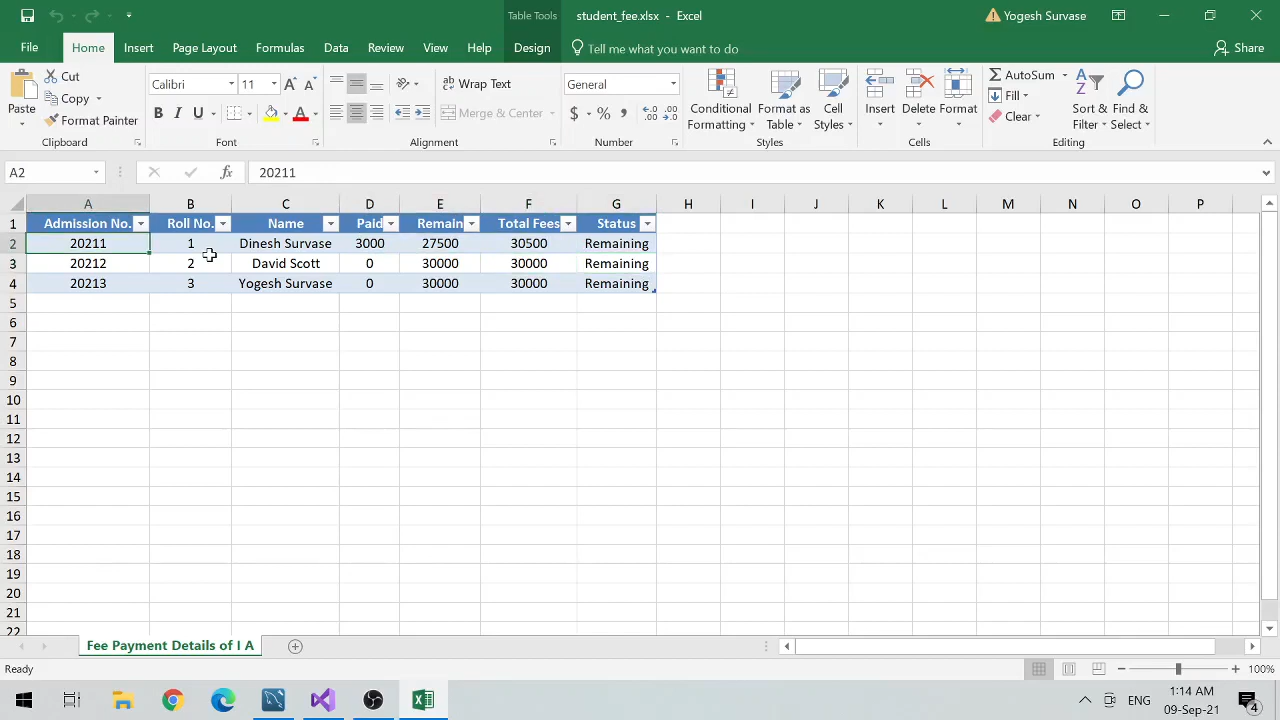 Table Tools
student_fee.xlsx - Excel
Yogesh Survase
File Home Insert Page Layout Formulas Data Review View Help Design Tell me what you want to do Share
Paste
Cut
Copy
Format Painter
Clipboard
Calibri 11
B I U
Font
ab Wrap Text
Merge & Center
Alignment
General
$ % ,
Number
Conditional Formatting
Format as Table
Cell Styles
Styles
Insert Delete Format
Cells
AutoSum
Fill
Clear
Sort & Filter
Find & Select
Editing
A2 fx 20211
A B C D E F G H I J K L M N O P
1 Admission No. Roll No. Name Paid Remain Total Fees Status
2 20211 1 Dinesh Survase 3000 27500 30500 Remaining
3 20212 2 David Scott 0 30000 30000 Remaining
4 20213 3 Yogesh Survase 0 30000 30000 Remaining
5
6
7
8
9
10
11
12
13
14
15
16
17
18
19
20
21
22
Fee Payment Details of I A
Ready
100%
ENG
1:14 AM
09-Sep-21
4